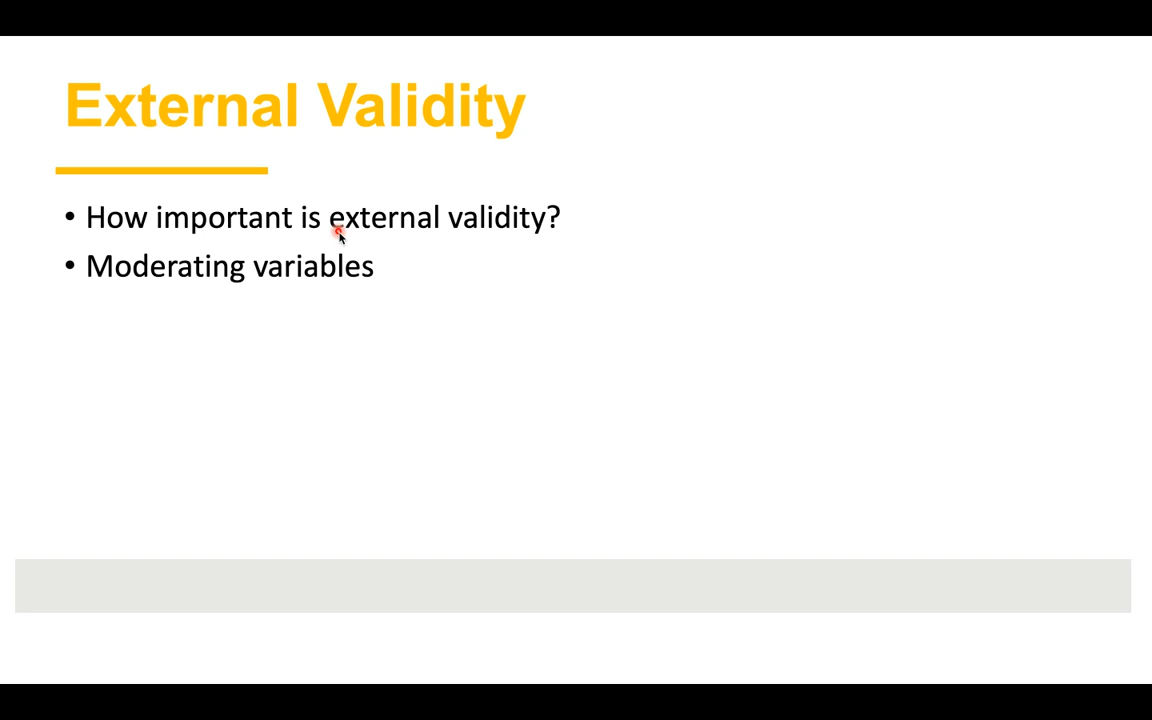 External Validity
• How important is external validity?
• Moderating variables